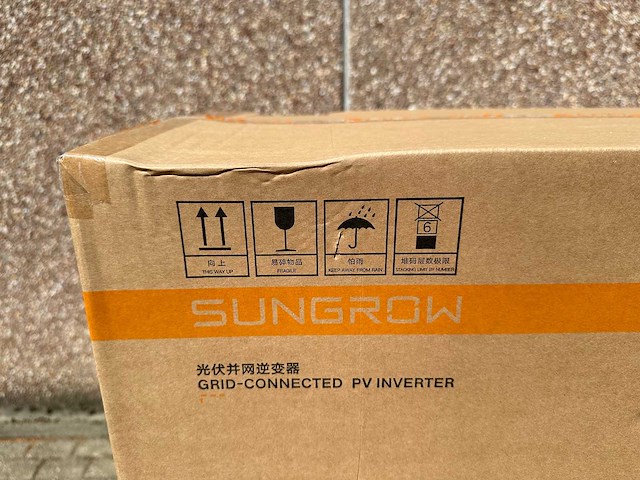 向上
THIS WAY UP
易碎物品
FRAGILE
怕雨
KEEP AWAY FROM RAIN
6
堆码层数极限
STACKING LIMIT BY NUMBER
SUNGROW
光伏并网逆变器
GRID-CONNECTED PV INVERTER